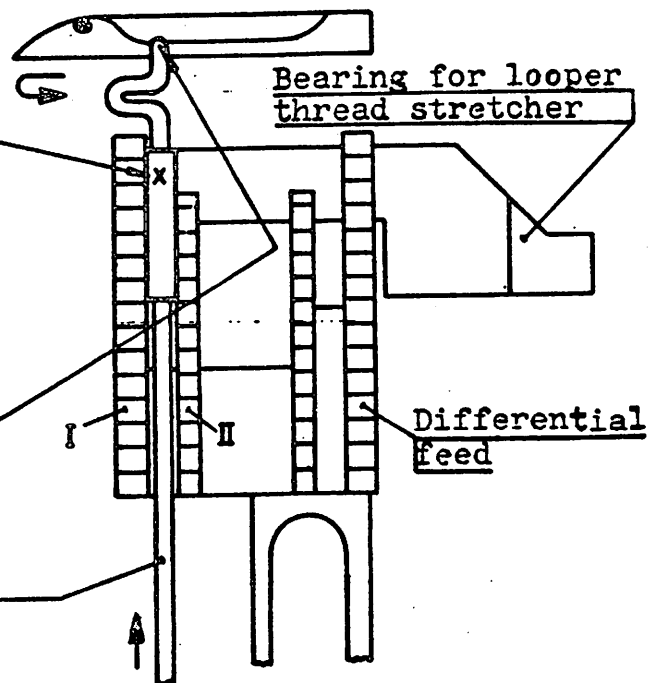 Bearing for looper
thread stretcher
X
I
II
Differential
feed